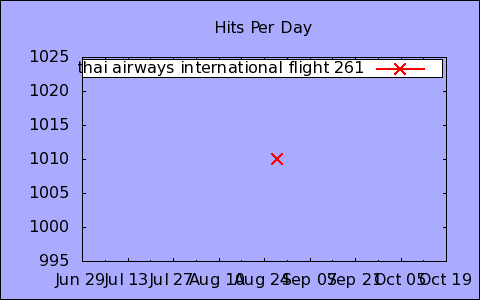 Hits Per Day
1025
thai airways international flight 261
1020
1015
1010
1005
1000
995
Jun 29 Jul 13 Jul 27 Aug 10 Aug 24 Sep 07 Sep 21 Oct 05 Oct 19